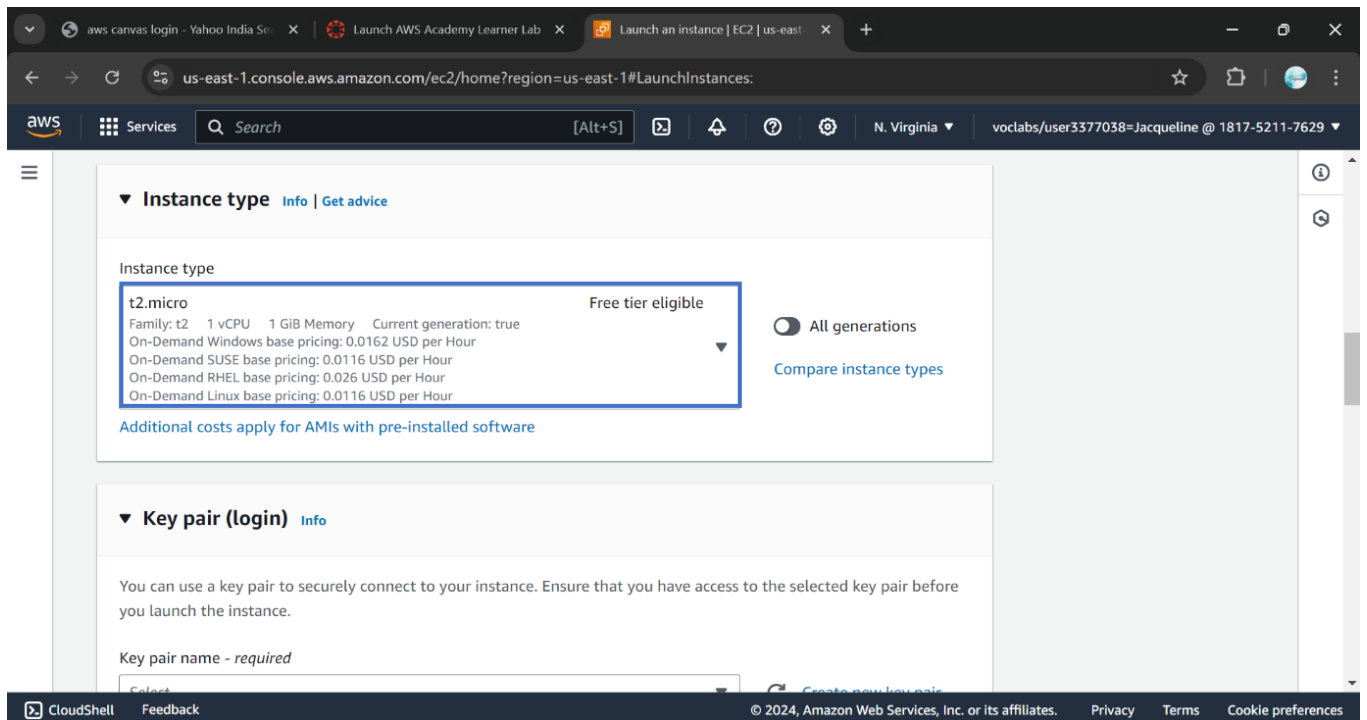 aws canvas login - Yahoo India Se
Launch AWS Academy Learner Lab
Launch an instance | EC2 | us-east
us-east-1.console.aws.amazon.com/ec2/home?region=us-east-1#LaunchInstances:
aws
Services
Search
[Alt+S]
N. Virginia
voclabs/user3377038=Jacqueline @ 1817-5211-7629
Instance type Info | Get advice
Instance type
t2.micro Free tier eligible
Family: t2 1 vCPU 1 GiB Memory Current generation: true
On-Demand Windows base pricing: 0.0162 USD per Hour
On-Demand SUSE base pricing: 0.0116 USD per Hour
On-Demand RHEL base pricing: 0.026 USD per Hour
On-Demand Linux base pricing: 0.0116 USD per Hour
All generations
Compare instance types
Additional costs apply for AMIs with pre-installed software
Key pair (login) Info
You can use a key pair to securely connect to your instance. Ensure that you have access to the selected key pair before
you launch the instance.
Key pair name - required
Select
Create new key pair
CloudShell Feedback
© 2024, Amazon Web Services, Inc. or its affiliates. Privacy Terms Cookie preferences